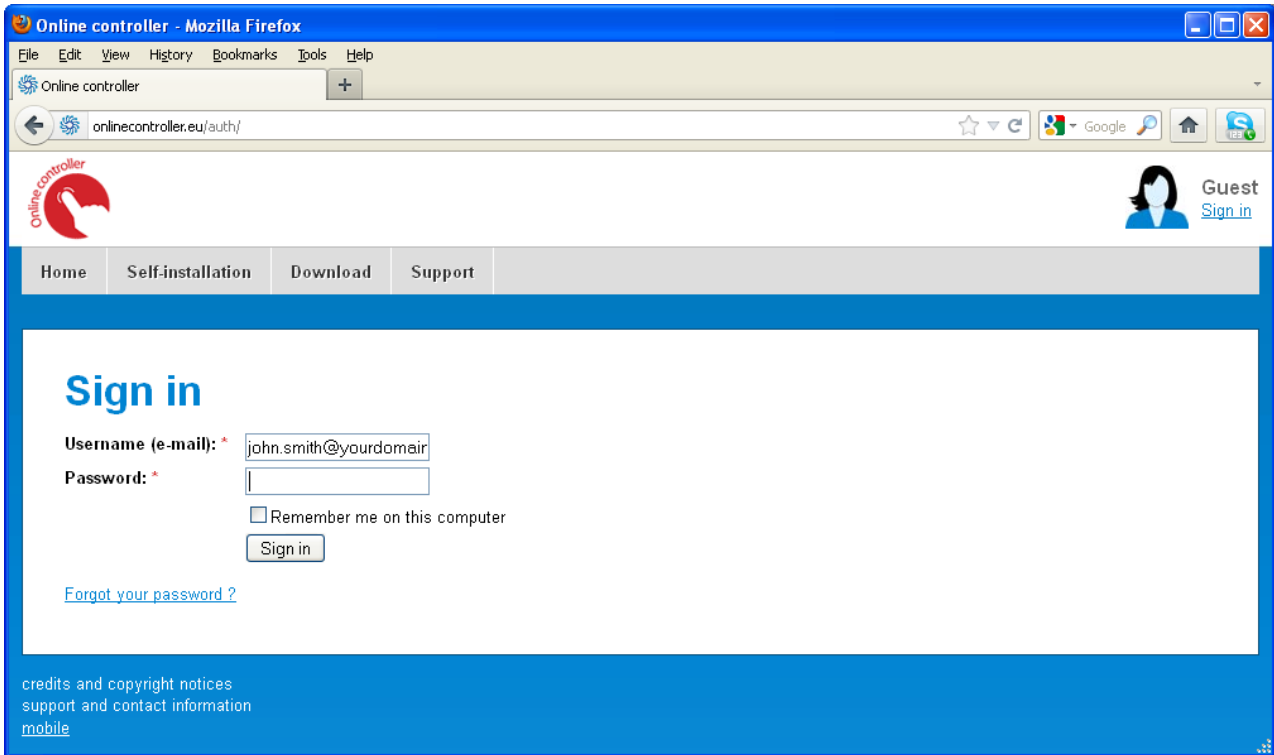 Online controller - Mozilla Firefox
File Edit View History Bookmarks Tools Help
Online controller
onlinecontroller.eu/auth/
Google
Online controller
Guest
Sign in
Home Self-installation Download Support
Sign in
Username (e-mail): * john.smith@yourdomain
Password: *
Remember me on this computer
Sign in
Forgot your password ?
credits and copyright notices
support and contact information
mobile